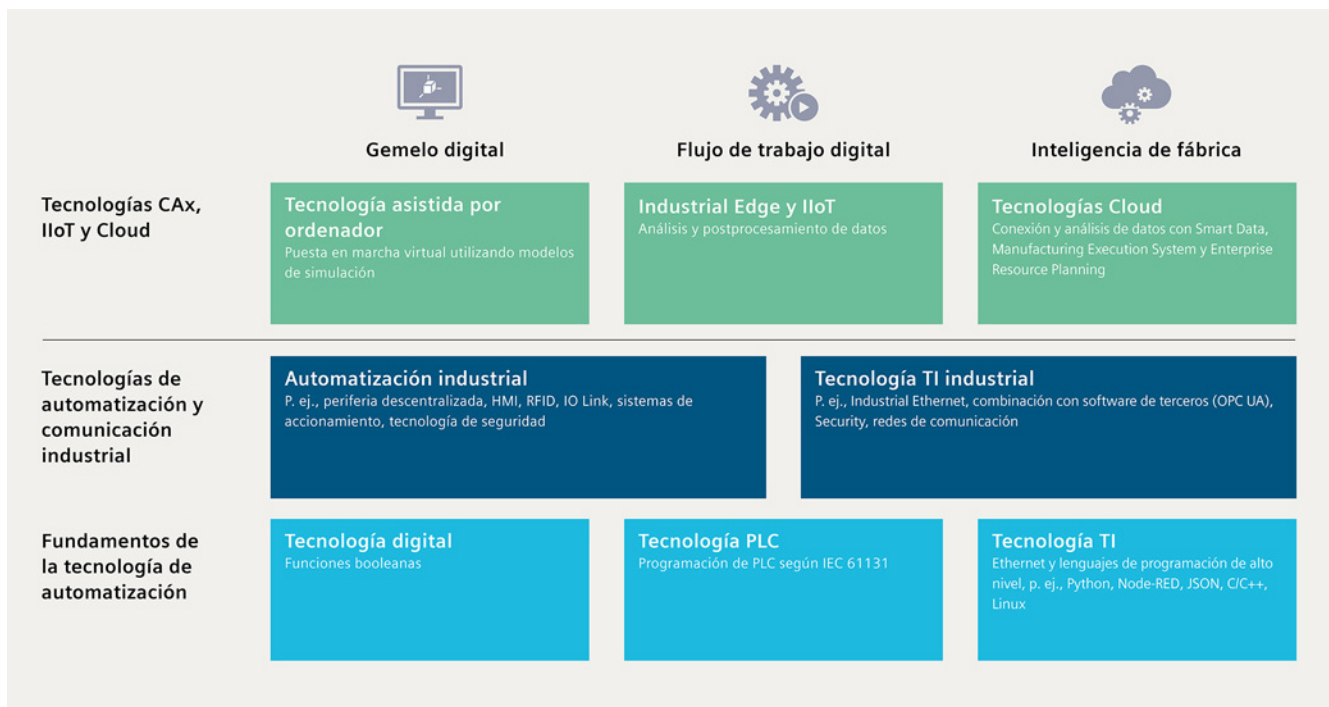 Gemelo digital
Flujo de trabajo digital
Inteligencia de fábrica
Tecnologías CAx,
IIoT y Cloud
Tecnología asistida por
ordenador
Puesta en marcha virtual utilizando modelos
de simulación
Industrial Edge y IIoT
Análisis y postprocesamiento de datos
Tecnologías Cloud
Conexión y análisis de datos con Smart Data,
Manufacturing Execution System y Enterprise
Resource Planning
Tecnologías de
automatización y
comunicación
industrial
Automatización industrial
P. ej., periferia descentralizada, HMI, RFID, IO Link, sistemas de
accionamiento, tecnología de seguridad
Tecnología TI industrial
P. ej., Industrial Ethernet, combinación con software de terceros (OPC UA),
Security, redes de comunicación
Fundamentos de
la tecnología de
automatización
Tecnología digital
Funciones booleanas
Tecnología PLC
Programación de PLC según IEC 61131
Tecnología TI
Ethernet y lenguajes de programación de alto
nivel, p. ej., Python, Node-RED, JSON, C/C++,
Linux